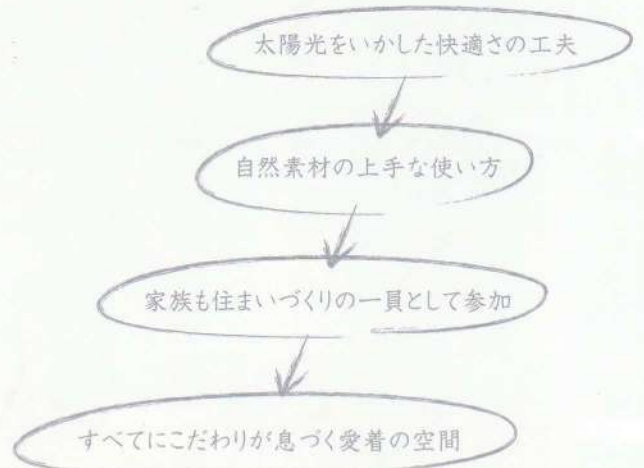 太陽光をいかした快適さの工夫
自然素材の上手な使い方
家族も住まいづくりの一員として参加
すべてにこだわりが息づく愛着の空間